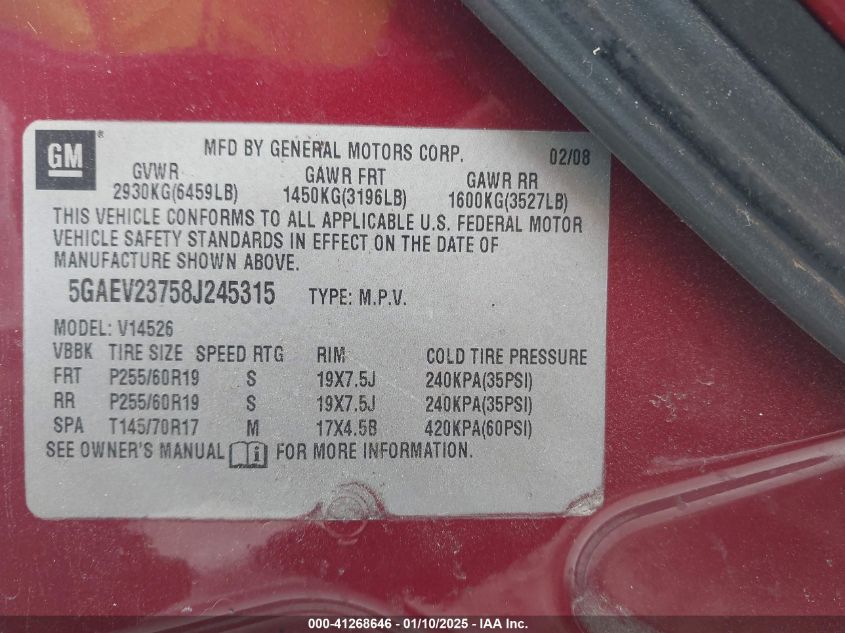 GM
MFD BY GENERAL MOTORS CORP. 02/08
GVWR GAWR FRT GAWR RR
2930KG(6459LB) 1450KG(3196LB) 1600KG(3527LB)
THIS VEHICLE CONFORMS TO ALL APPLICABLE U.S. FEDERAL MOTOR
VEHICLE SAFETY STANDARDS IN EFFECT ON THE DATE OF
MANUFACTURE SHOWN ABOVE.
5GAEV23758J245315 TYPE: M.P.V.
MODEL: V14526
VBBK TIRE SIZE SPEED RTG RIM COLD TIRE PRESSURE
FRT P255/60R19 S 19X7.5J 240KPA(35PSI)
RR P255/60R19 S 19X7.5J 240KPA(35PSI)
SPA T145/70R17 M 17X4.5B 420KPA(60PSI)
SEE OWNER'S MANUAL i FOR MORE INFORMATION.
000-41268646 - 01/10/2025 - IAA Inc.